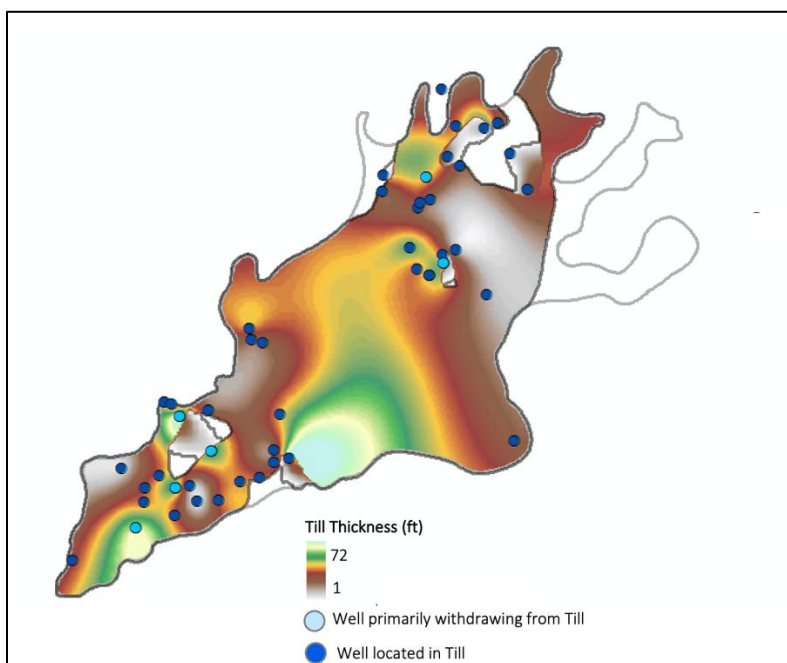 Till Thickness (ft)
72
1
Well primarily withdrawing from Till
Well located in Till